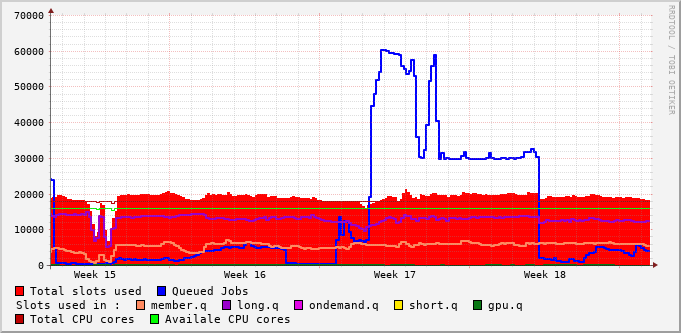 70000
60000
50000
40000
30000
20000
10000
0
Week 15 Week 16 Week 17 Week 18
RRDTOOL / TOBI OETIKER
Total slots used Queued Jobs
Slots used in : member.q long.q ondemand.q short.q gpu.q
Total CPU cores Availale CPU cores